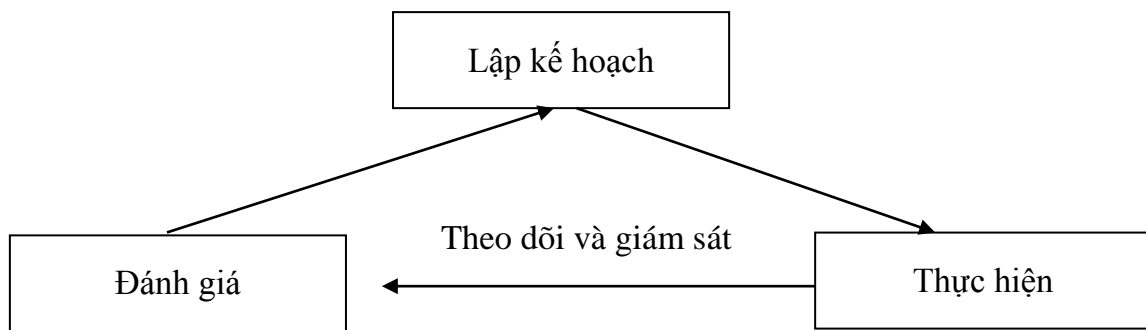 Lập kế hoạch
Theo dõi và giám sát
Đánh giá
Thực hiện